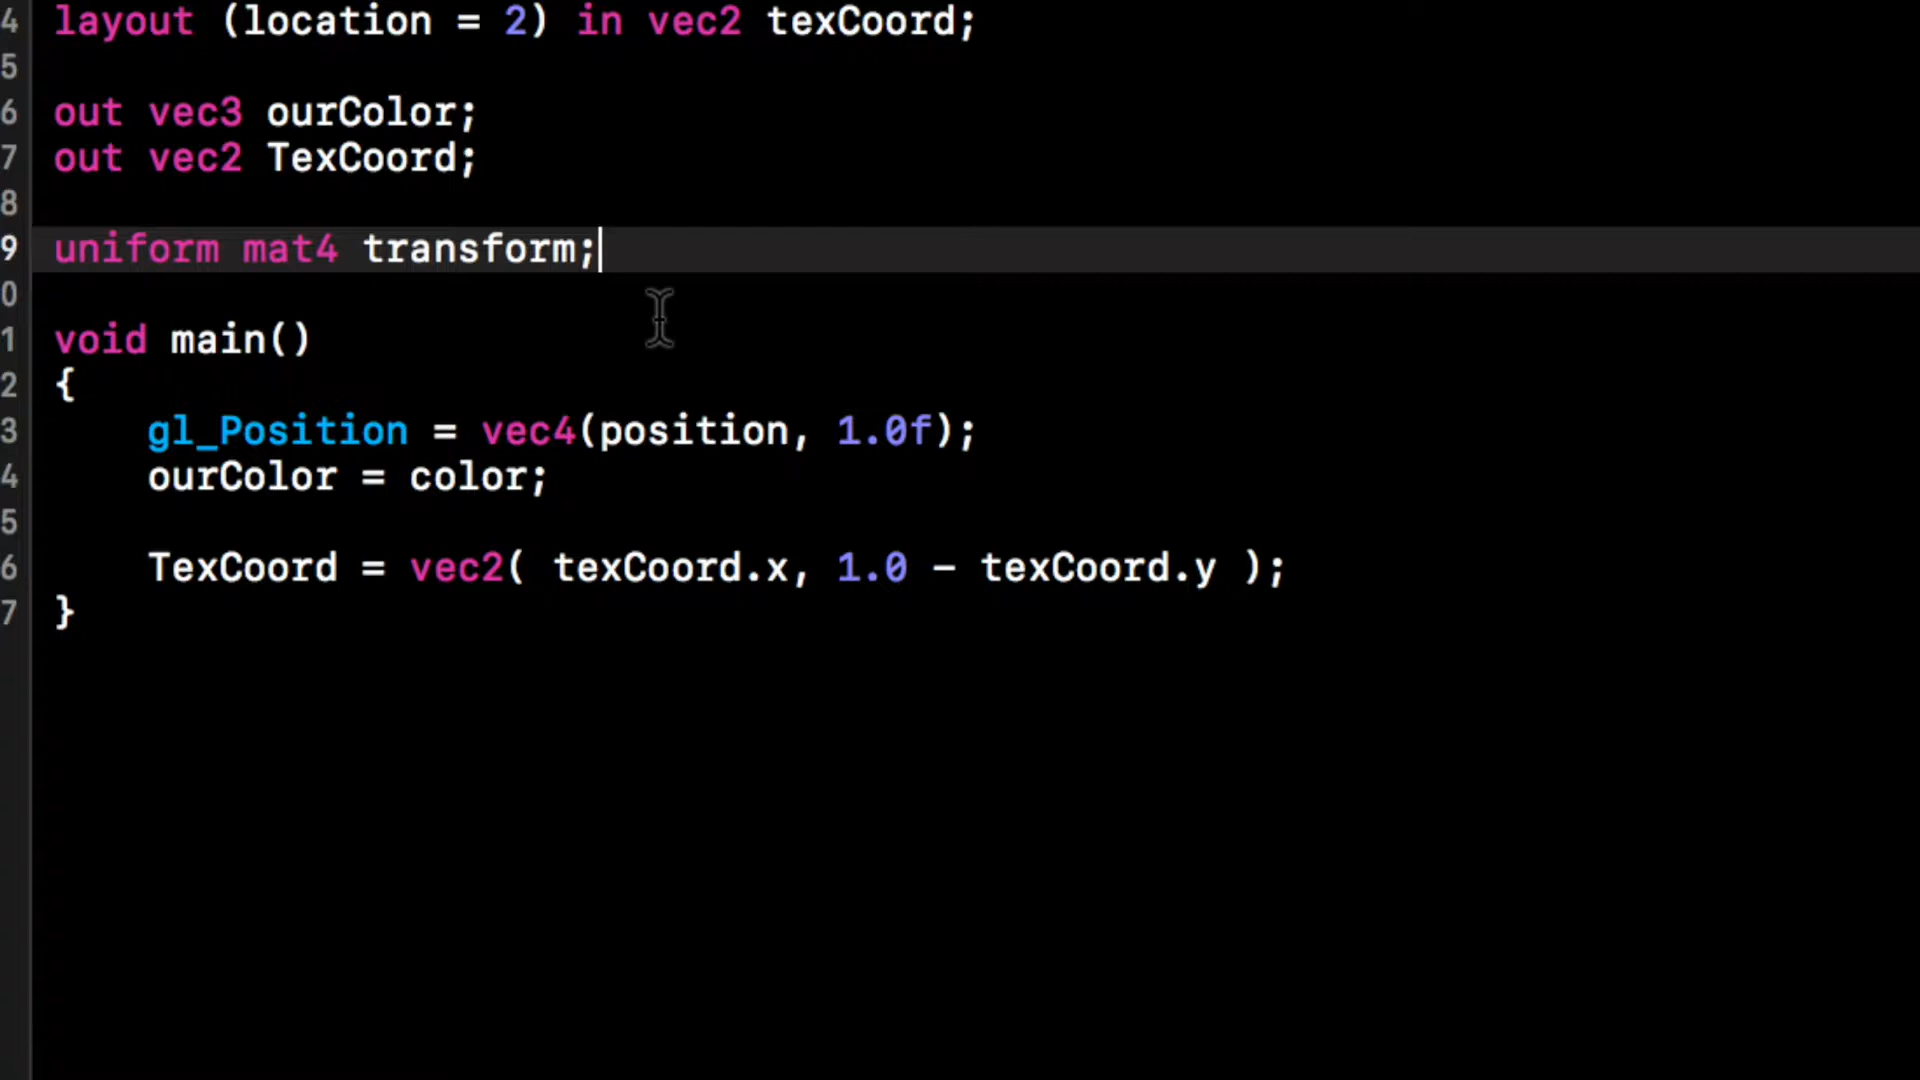 4 layout (location = 2) in vec2 texCoord;
5
6 out vec3 ourColor;
7 out vec2 TexCoord;
8
9 uniform mat4 transform;
0
1 void main()
2 {
3 gl_Position = vec4(position, 1.0f);
4 ourColor = color;
5
6 TexCoord = vec2( texCoord.x, 1.0 - texCoord.y );
7 }